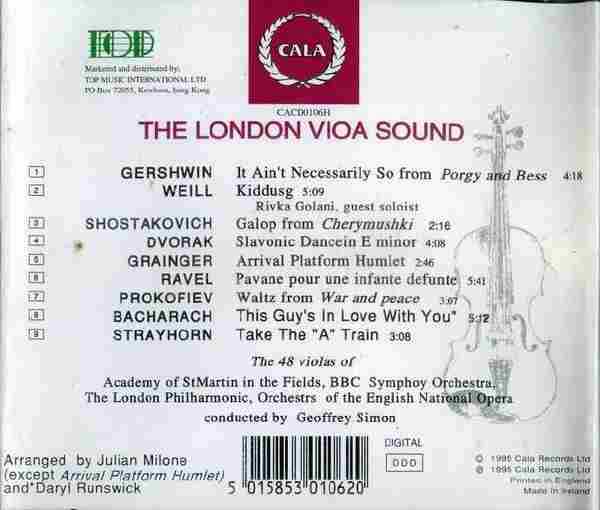 TOP
Marketed and distributed by:
TOP MUSIC INTERNATIONAL LTD
PO Box 72055, Kowloon, hong Kong
CALA
CACD0106H
THE LONDON VIOA SOUND
1 GERSHWIN It Ain't Necessarily So from Porgy and Bess 4:18
2 WEILL Kiddusg 5:09
Rivka Golani, guest soloist
3 SHOSTAKOVICH Galop from Cherymushki 2:16
4 DVORAK Slavonic Dancein E minor 4:08
5 GRAINGER Arrival Platform Humlet 2:46
6 RAVEL Pavane pour une infante defunte 5:41
7 PROKOFIEV Waltz from War and peace 3:07
8 BACHARACH This Guy's In Love With You" 5:12
9 STRAYHORN Take The "A" Train 3:08
The 48 violas of
Academy of StMartin in the Fields, BBC Symphoy Orchestra,
The London Philharmonic, Orchestrs of the English National Opera
conducted by Geoffrey Simon
Arranged by Julian Milone
(except Arrival Platform Humlet)
and Daryl Runswick
5 015853 010620
DIGITAL
DDD
© 1995 Cala Records Ltd
℗ 1995 Cala Records Ltd
Printed in England
Made in Ireland